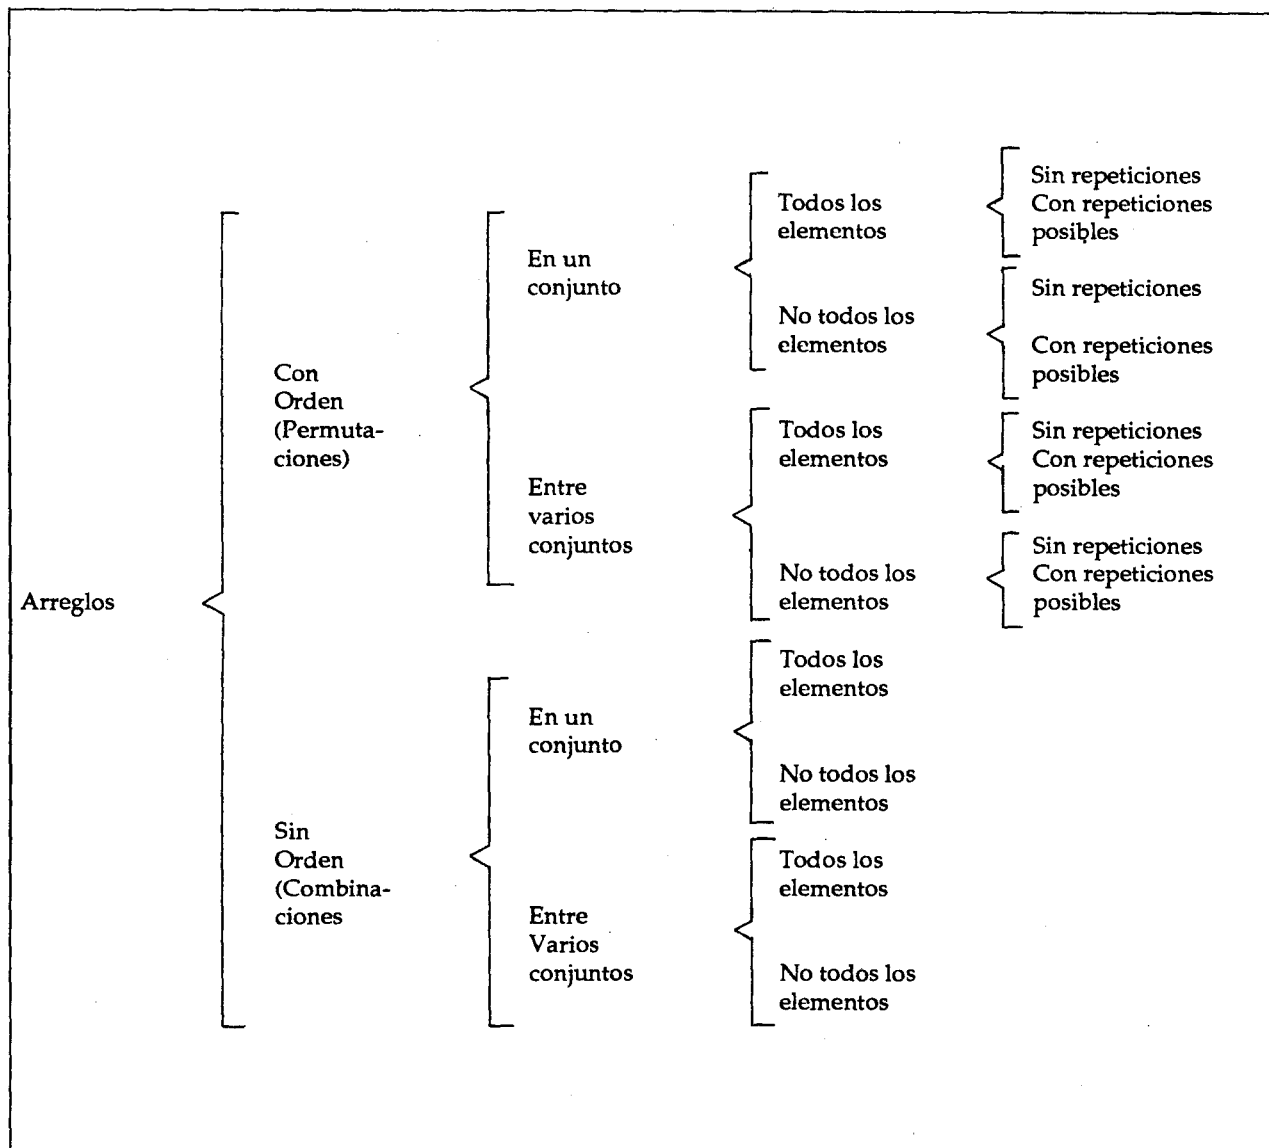 Arreglos
Con
Orden
(Permuta-
ciones)
En un
conjunto
Todos los
elementos
Sin repeticiones
Con repeticiones
posibles
No todos los
elementos
Sin repeticiones
Con repeticiones
posibles
Entre
varios
conjuntos
Todos los
elementos
Sin repeticiones
Con repeticiones
posibles
No todos los
elementos
Sin repeticiones
Con repeticiones
posibles
Sin
Orden
(Combina-
ciones
En un
conjunto
Todos los
elementos
No todos los
elementos
Entre
Varios
conjuntos
Todos los
elementos
No todos los
elementos